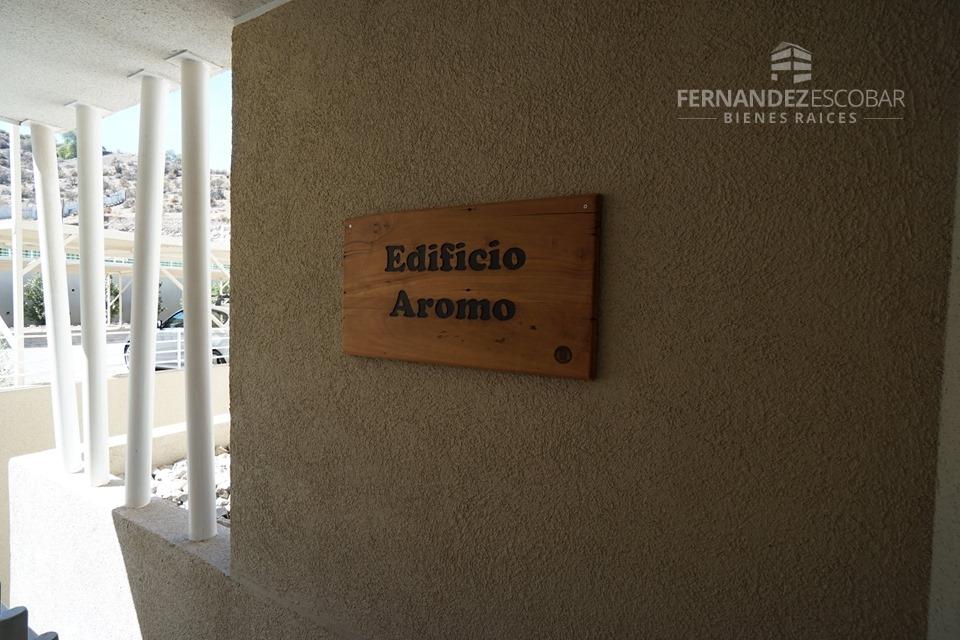 FERNANDEZESCOBAR
BIENES RAICES
Edificio
Aromo